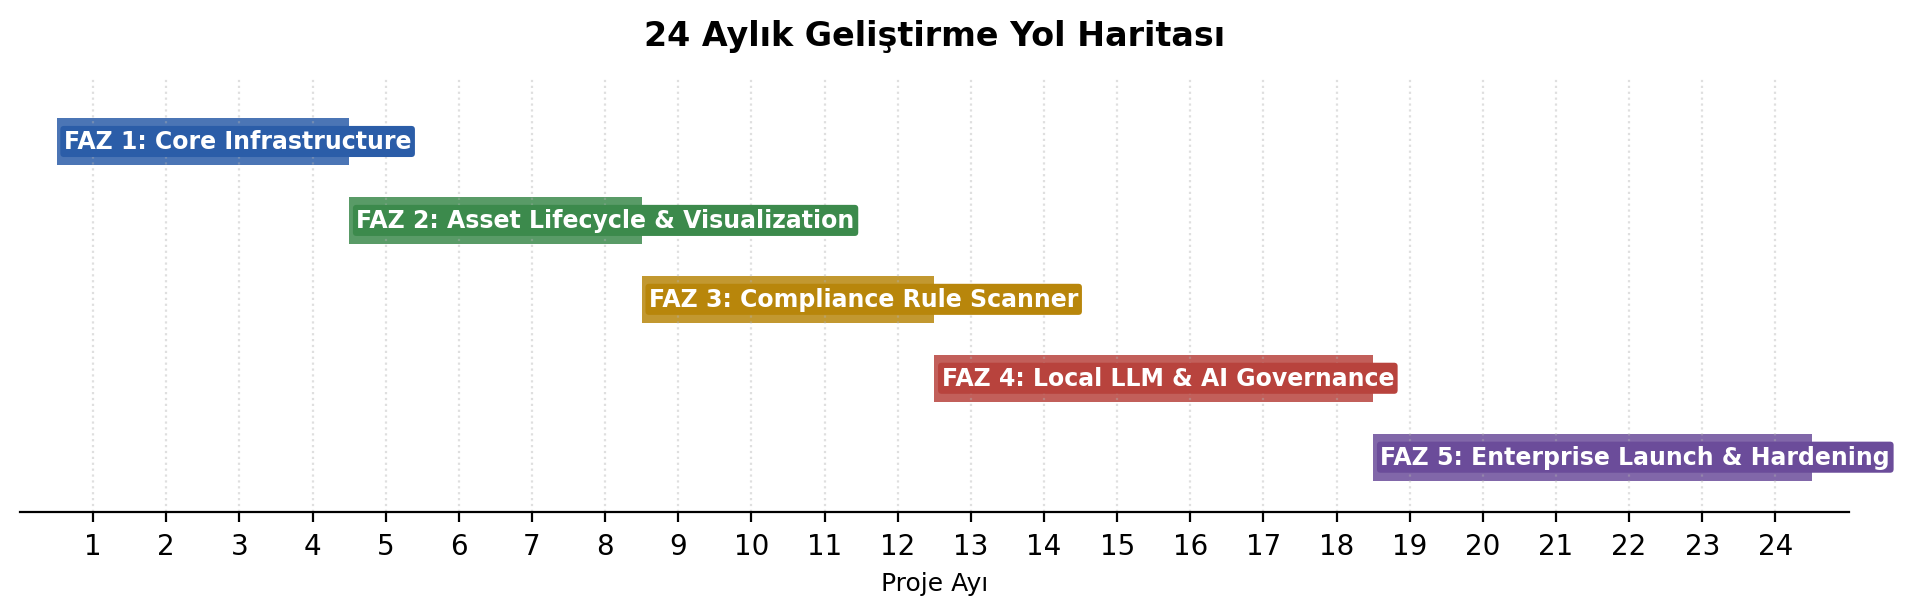 24 Aylık Geliştirme Yol Haritası
FAZ 1: Core Infrastructure
FAZ 2: Asset Lifecycle & Visualization
FAZ 3: Compliance Rule Scanner
FAZ 4: Local LLM & AI Governance
FAZ 5: Enterprise Launch & Hardening
1 2 3 4 5 6 7 8 9 10 11 12 13 14 15 16 17 18 19 20 21 22 23 24
Proje Ayı